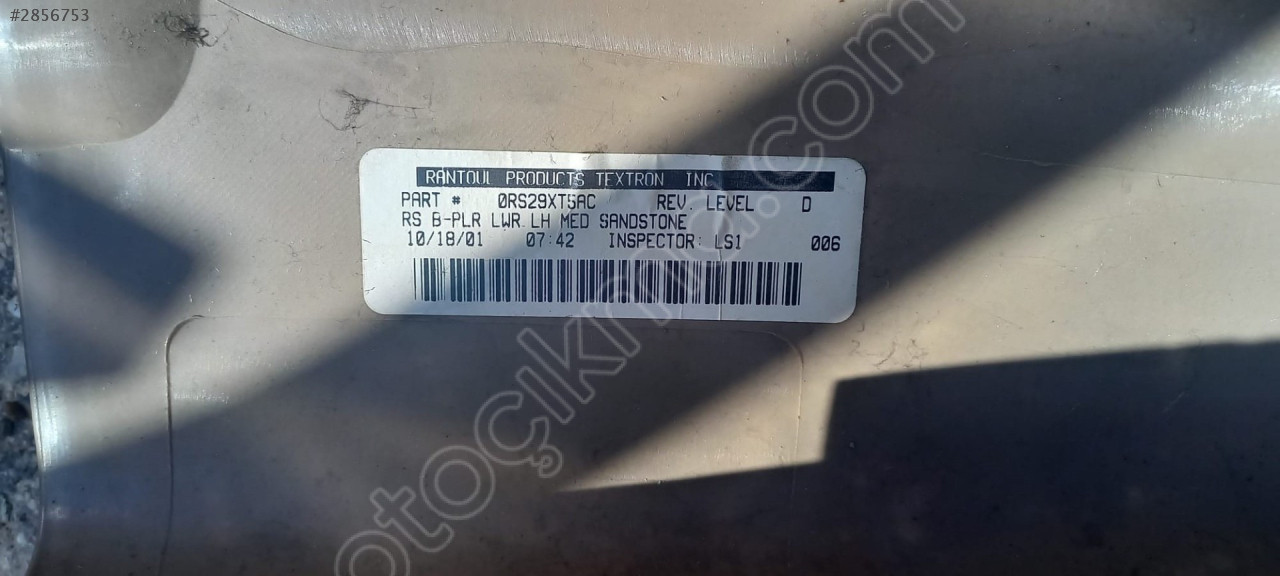 #2856753
RANTOUL PRODUCTS TEXTRON INC
PART # 0RS29XT5AC REV. LEVEL D
RS B-PLR LWR LH MED SANDSTONE
10/18/01 07:42 INSPECTOR: LS1 006
otoçıkma.com